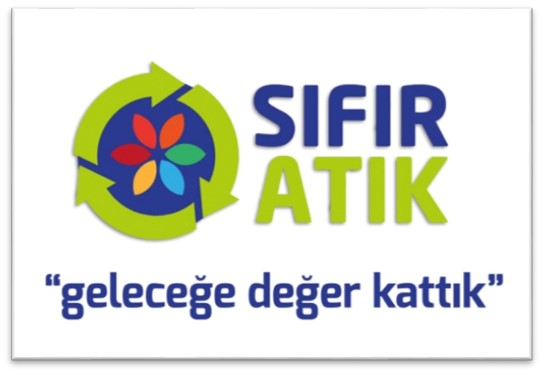 SIFIR
ATIK
“geleceğe değer kattık”